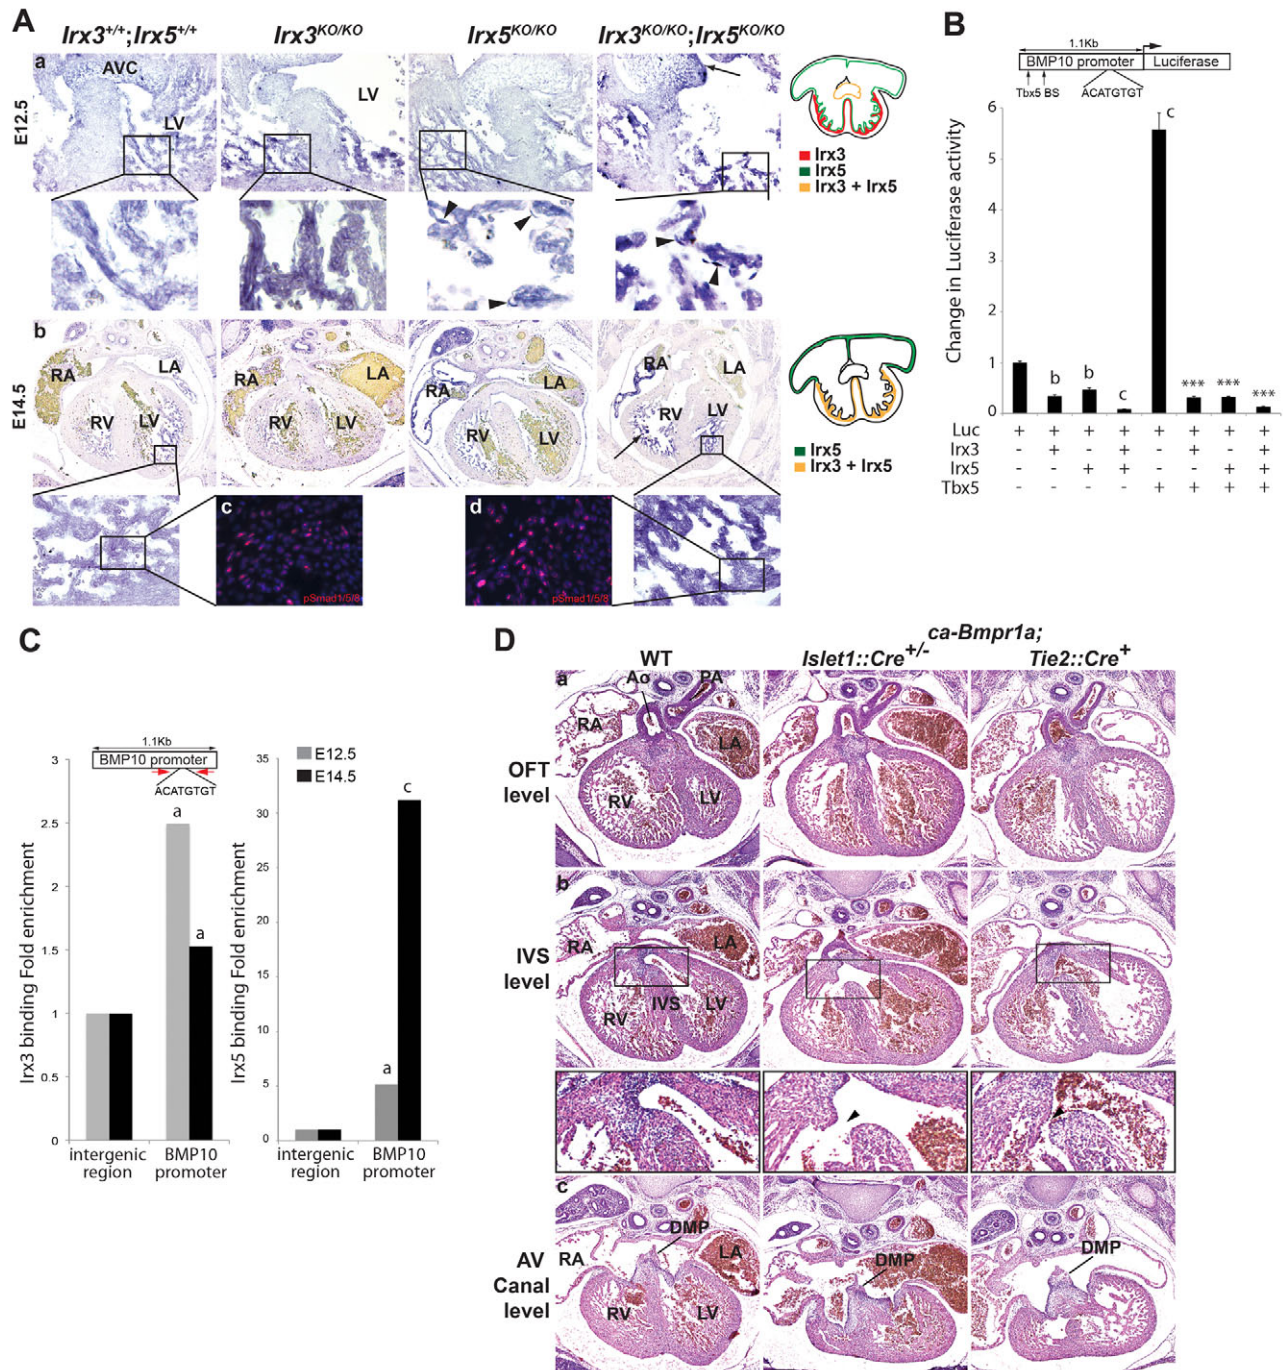 A
Irx3+/+;Irx5+/+
Irx3KO/KO
Irx5KO/KO
Irx3KO/KO;Irx5KO/KO
E12.5
a
AVC
LV
LV
Irx3
Irx5
Irx3 + Irx5
E14.5
b
RA
LA
RV
LV
RA
LA
RV
LV
RA
LA
RV
LV
RA
LA
RV
LV
Irx5
Irx3 + Irx5
c
pSmad1/5/8
d
pSmad1/5/8
B
1.1Kb
BMP10 promoter
Luciferase
Tbx5 BS
ACATGTGT
Change in Luciferase activity
6
5
4
3
2
1
0
b
b
c
c
***
***
***
Luc + + + + + + + +
Irx3 - + - + - + - +
Irx5 - - + + - - + +
Tbx5 - - - - + + + +
C
1.1Kb
BMP10 promoter
ACATGTGT
Irx3 binding Fold enrichment
3
2.5
2
1.5
1
0.5
0
a
a
intergenic region
BMP10 promoter
E12.5
E14.5
Irx5 binding Fold enrichment
35
30
25
20
15
10
5
0
a
c
intergenic region
BMP10 promoter
D
ca-Bmpr1a;
WT
Islet1::Cre+/-
Tie2::Cre+
OFT level
a
Ao
PA
RA
LA
RV
LV
IVS level
b
RA
LA
IVS
RV
LV
AV Canal level
c
DMP
RA
LA
RV
LV
DMP
DMP